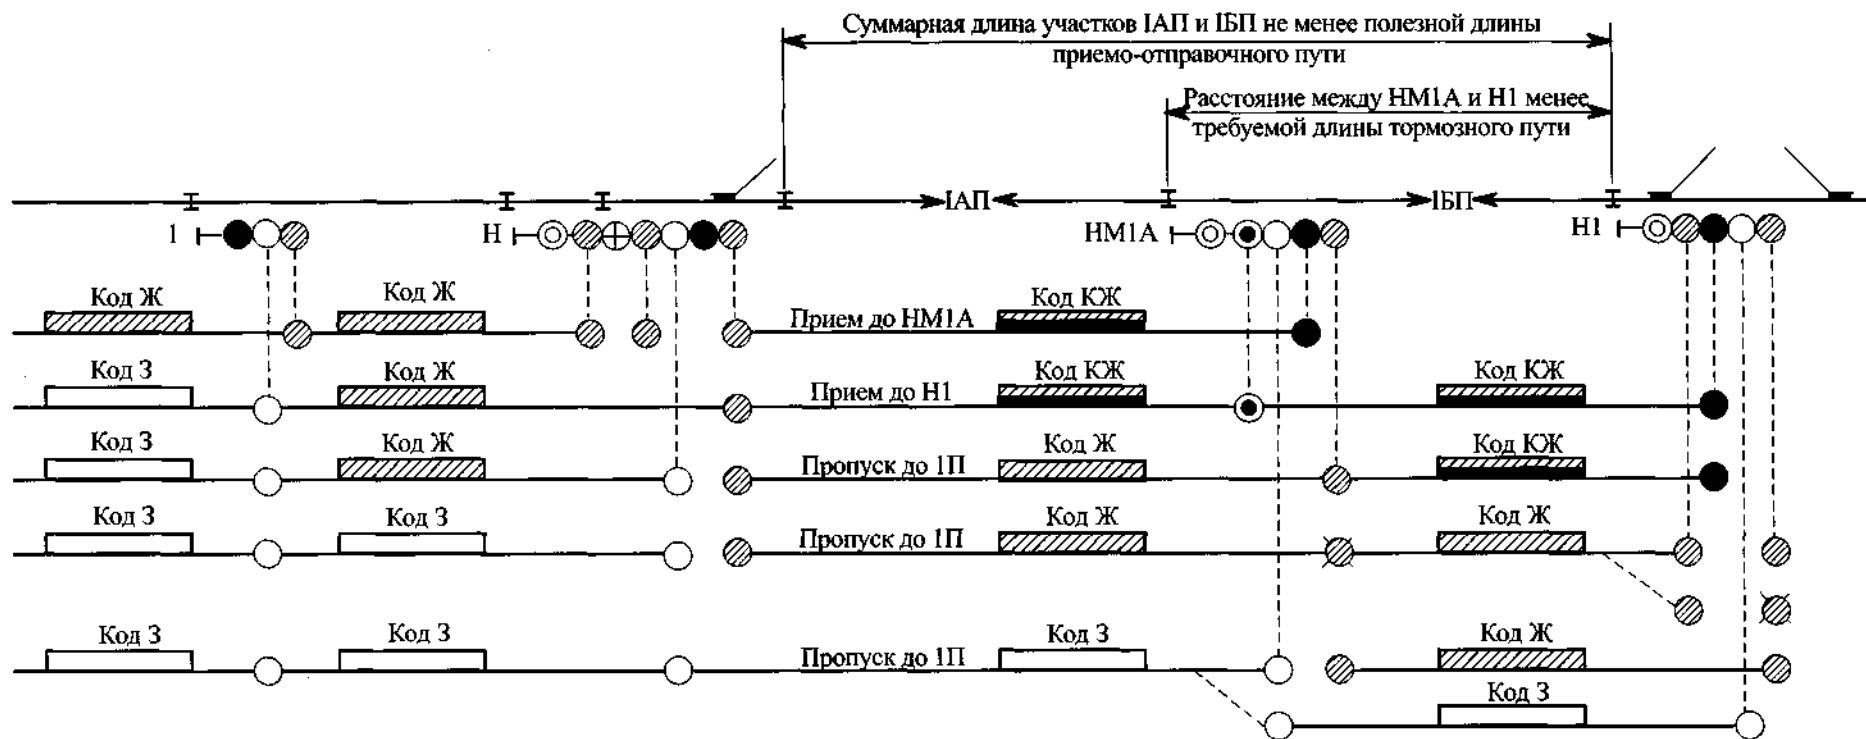 Суммарная длина участков IАП и IБП не менее полезной длины
приемо-отправочного пути
Расстояние между НМ1А и Н1 менее
требуемой длины тормозного пути
IАП
IБП
1
Н
НМ1А
Н1
Код Ж
Код Ж
Прием до НМ1А
Код КЖ
Код З
Код Ж
Прием до Н1
Код КЖ
Код КЖ
Код З
Код Ж
Пропуск до 1П
Код Ж
Код КЖ
Код З
Код З
Пропуск до 1П
Код Ж
Код Ж
Код З
Код З
Пропуск до 1П
Код З
Код Ж
Код З